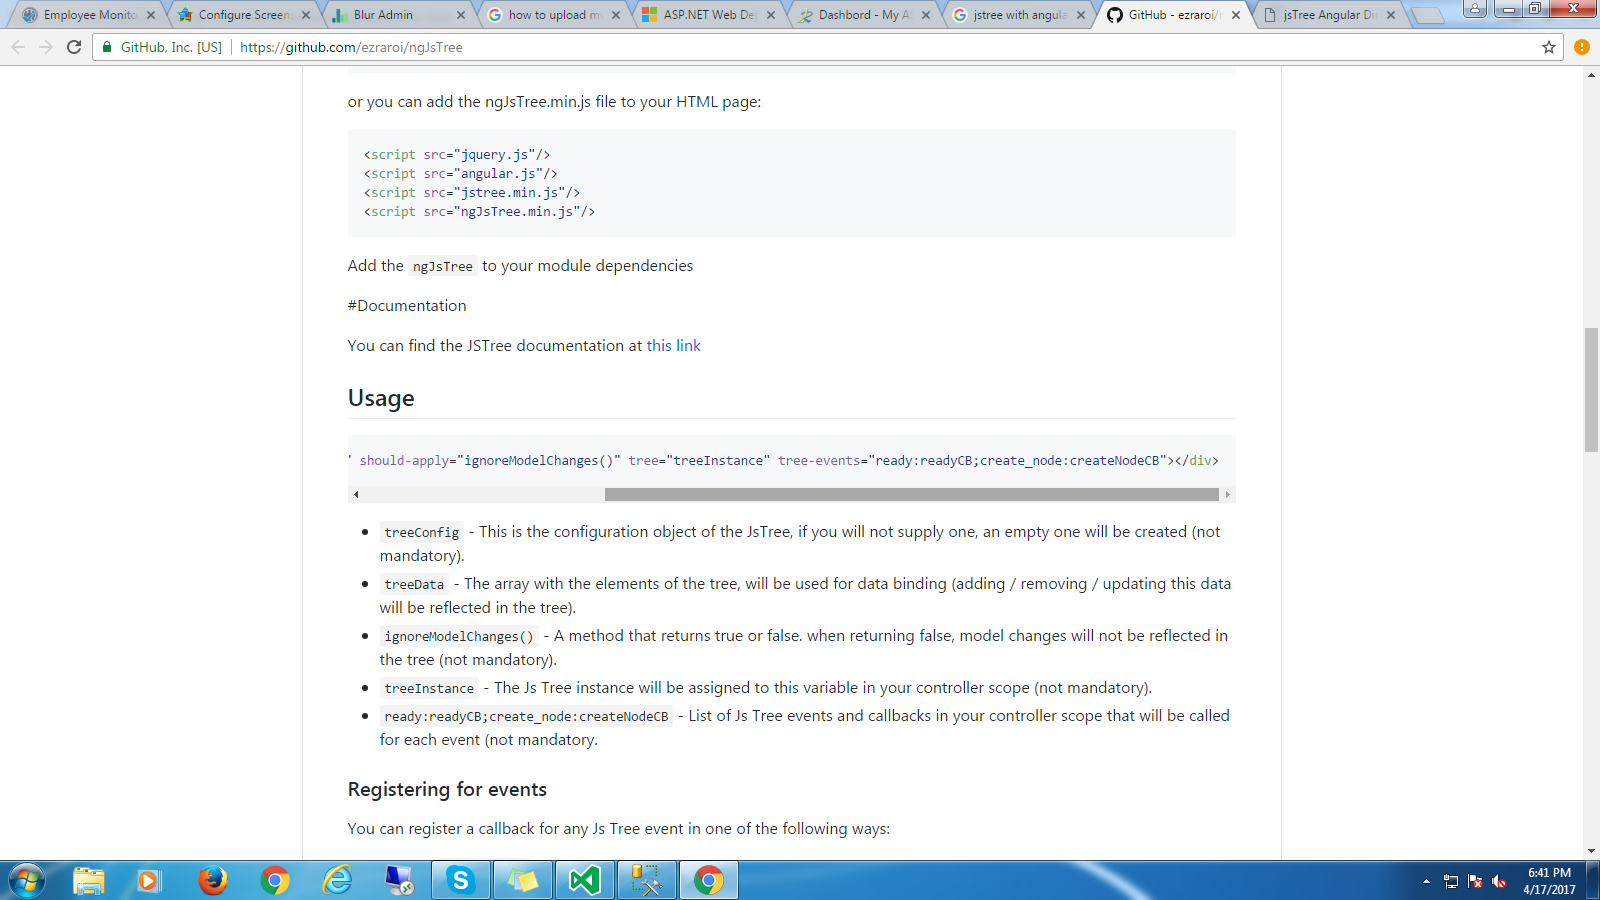 Employee Monito
Configure Screen
Blur Admin
how to upload m
ASP.NET Web De
Dashbord - My A
jstree with angula
GitHub - ezraroi/
jsTree Angular Di
GitHub, Inc. [US] https://github.com/ezraroi/ngJsTree
or you can add the ngJsTree.min.js file to your HTML page:
<script src="jquery.js"/>
<script src="angular.js"/>
<script src="jstree.min.js"/>
<script src="ngJsTree.min.js"/>
Add the ngJsTree to your module dependencies
#Documentation
You can find the JSTree documentation at this link
Usage
" should-apply="ignoreModelChanges()" tree="treeInstance" tree-events="ready:readyCB;create_node:createNodeCB"></div>
• treeConfig - This is the configuration object of the JsTree, if you will not supply one, an empty one will be created (not
mandatory).
• treeData - The array with the elements of the tree, will be used for data binding (adding / removing / updating this data
will be reflected in the tree).
• ignoreModelChanges() - A method that returns true or false. when returning false, model changes will not be reflected in
the tree (not mandatory).
• treeInstance - The Js Tree instance will be assigned to this variable in your controller scope (not mandatory).
• ready:readyCB;create_node:createNodeCB - List of Js Tree events and callbacks in your controller scope that will be called
for each event (not mandatory.
Registering for events
You can register a callback for any Js Tree event in one of the following ways:
6:41 PM
4/17/2017